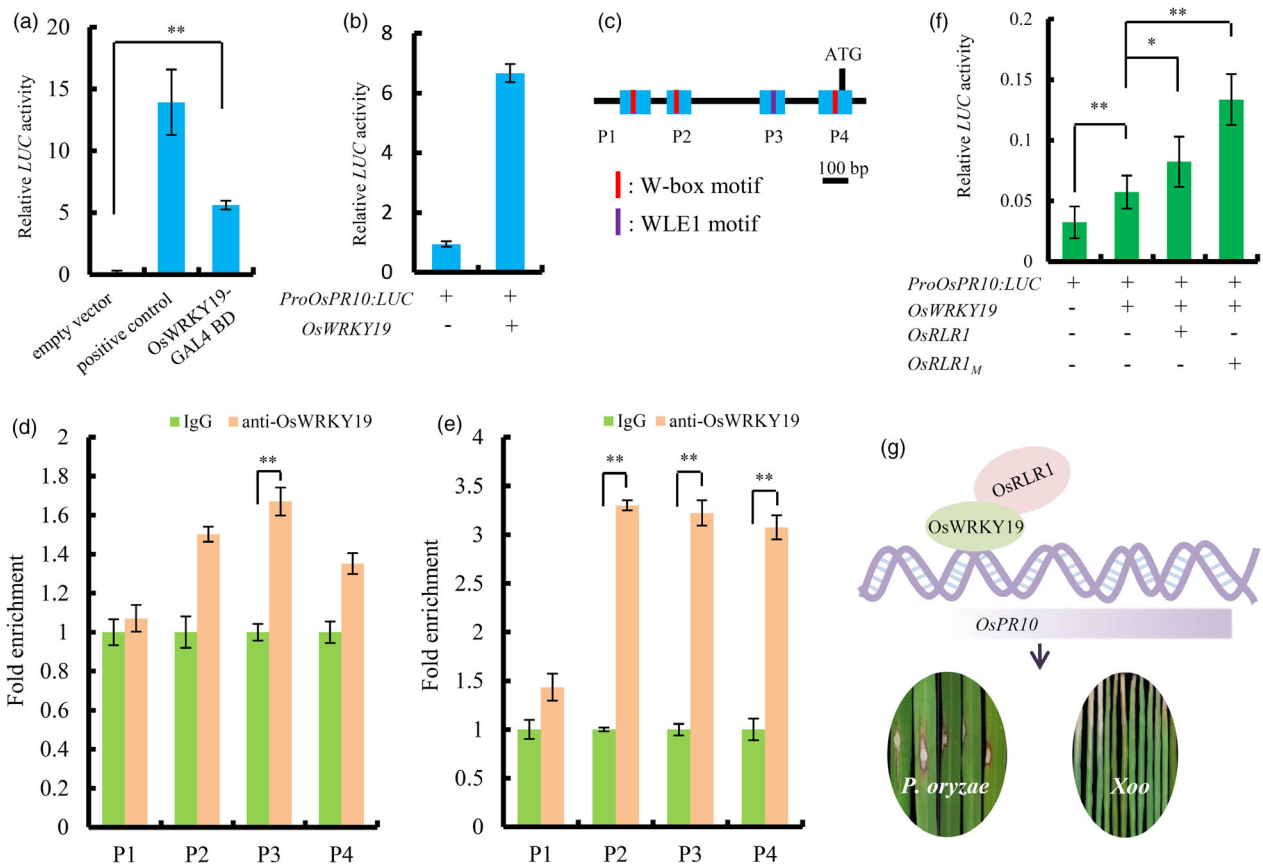 (a)
Relative LUC activity
20
15
10
5
0
**
empty vector
positive control
OsWRKY19-
GAL4 BD
(b)
Relative LUC activity
8
6
4
2
0
ProOsPR10:LUC + +
OsWRKY19 - +
(c)
ATG
P1 P2 P3 P4
100 bp
: W-box motif
: WLE1 motif
(f)
Relative LUC activity
0.2
0.15
0.1
0.05
0
**
*
**
ProOsPR10:LUC + + + +
OsWRKY19 - + + +
OsRLR1 - - + -
OsRLR1M - - - +
(d)
IgG anti-OsWRKY19
Fold enrichment
2
1.8
1.6
1.4
1.2
1
0.8
0.6
0.4
0.2
0
**
P1 P2 P3 P4
(e)
IgG anti-OsWRKY19
Fold enrichment
4
3.5
3
2.5
2
1.5
1
0.5
0
** ** **
P1 P2 P3 P4
(g)
OsRLR1
OsWRKY19
OsPR10
P. oryzae
Xoo